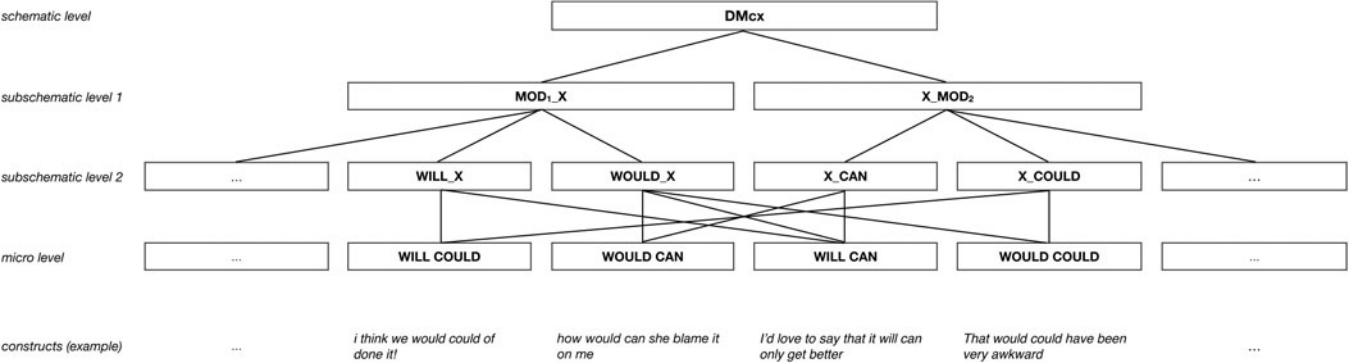 schematic level
DMcx
subschematic level 1
MOD₁_X
X_MOD₂
subschematic level 2
...
WILL_X
WOULD_X
X_CAN
X_COULD
...
micro level
...
WILL COULD
WOULD CAN
WILL CAN
WOULD COULD
...
constructs (example)
...
i think we would could of
done it!
how would can she blame it
on me
I'd love to say that it will can
only get better
That would could have been
very awkward
...